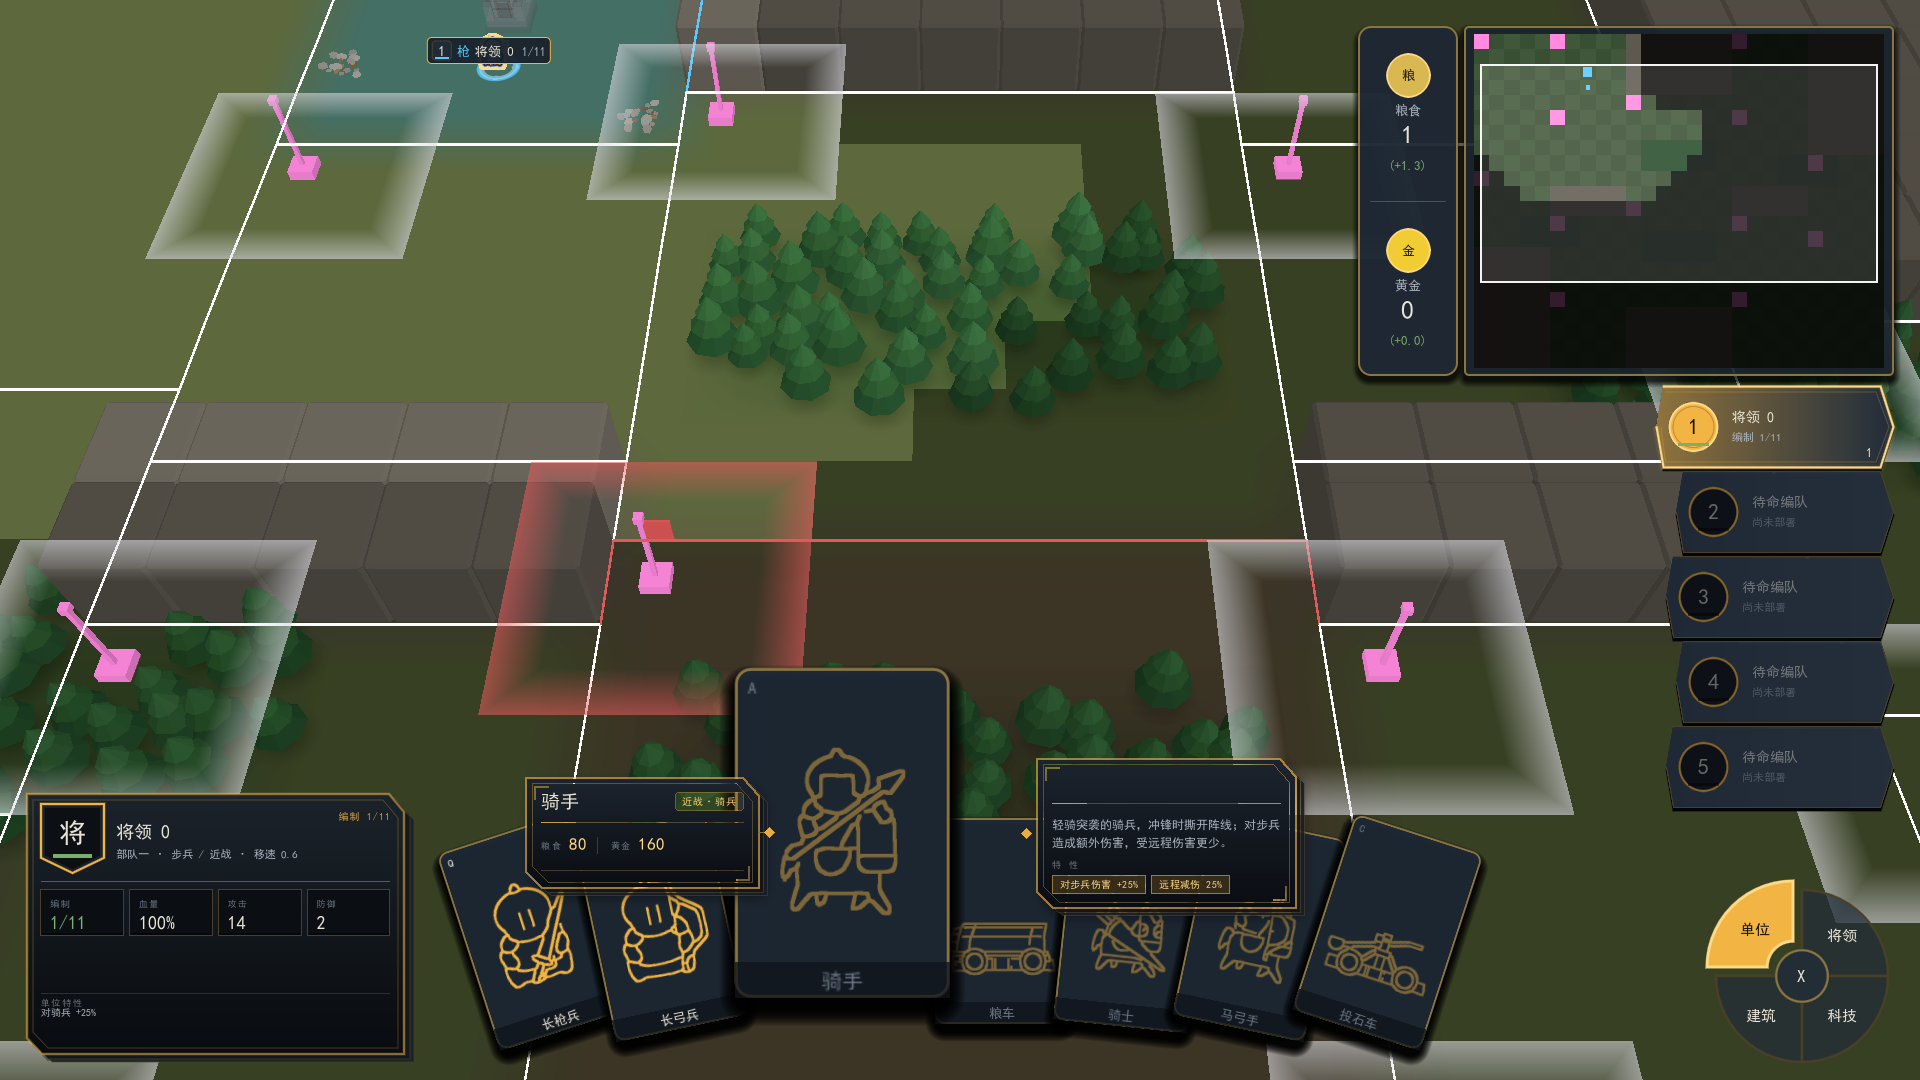 1 枪 将领 0 1/11
粮
粮食
1
(+1.3)
金
黄金
0
(+0.0)
1
将领 0
编制 1/11
1
2
待命编队
尚未部署
3
待命编队
尚未部署
4
待命编队
尚未部署
5
待命编队
尚未部署
将
将领 0
编制 1/11
部队一 · 步兵 / 近战 · 移速 0.6
编制
1/11
血量
100%
攻击
14
防御
2
单位特性
对骑兵 +25%
Q
长枪兵
长弓兵
骑手
近战·骑兵
粮食 80
黄金 160
A
骑手
轻骑突袭的骑兵，冲锋时撕开阵线；对步兵
造成额外伤害，受远程伤害更少。
特性
对步兵伤害 +25%
远程减伤 25%
粮车
骑士
马弓手
C
投石车
单位
将领
X
建筑
科技